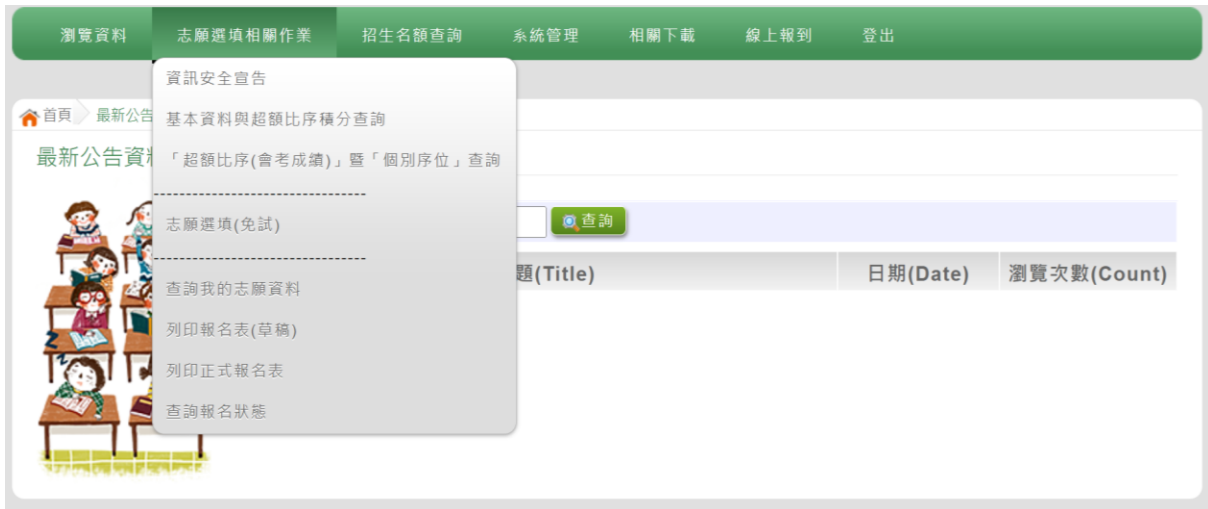 瀏覽資料 志願選填相關作業 招生名額查詢 系統管理 相關下載 線上報到 登出
資訊安全宣告
首頁 最新公告
基本資料與超額比序積分查詢
最新公告資料
「超額比序(會考成績)」暨「個別序位」查詢
--------------------------------
志願選填(免試)
查詢
--------------------------------
題(Title) 日期(Date) 瀏覽次數(Count)
查詢我的志願資料
列印報名表(草稿)
列印正式報名表
查詢報名狀態